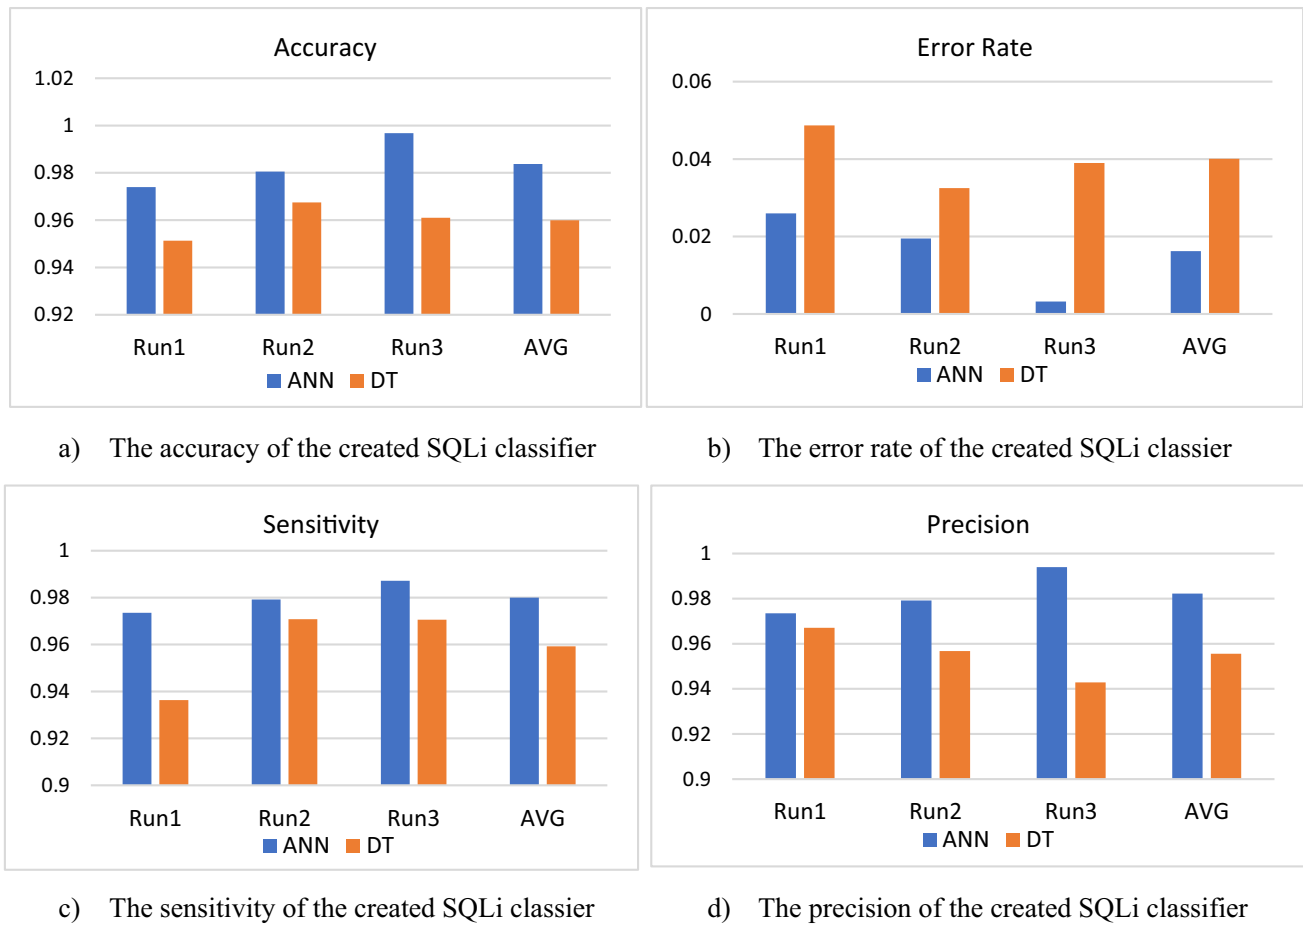 Accuracy
1.02
1
0.98
0.96
0.94
0.92
Run1 Run2 Run3 AVG
ANN DT
a) The accuracy of the created SQLi classifier
Error Rate
0.06
0.04
0.02
0
Run1 Run2 Run3 AVG
ANN DT
b) The error rate of the created SQLi classier
Sensitivity
1
0.98
0.96
0.94
0.92
0.9
Run1 Run2 Run3 AVG
ANN DT
c) The sensitivity of the created SQLi classier
Precision
1
0.98
0.96
0.94
0.92
0.9
Run1 Run2 Run3 AVG
ANN DT
d) The precision of the created SQLi classifier